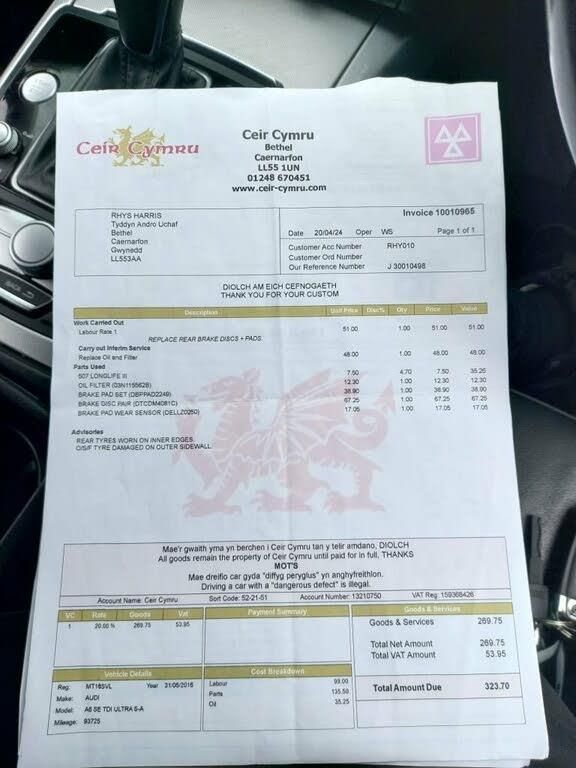 Ceir Cymru
Ceir Cymru
Bethel
Caernarfon
LL55 1UN
01248 670451
www.ceir-cymru.com
RHYS HARRIS
Tyddyn Andro Uchaf
Bethel
Caernarfon
Gwynedd
LL553AA
Invoice 10010965
Date 20/04/24 Oper WS Page 1 of 1
Customer Acc Number RHY010
Customer Ord Number
Our Reference Number J 30010498
DIOLCH AM EICH CEFNOGAETH
THANK YOU FOR YOUR CUSTOM
Description Unit Price Disc% Qty Price Value
Work Carried Out
Labour Rate 1 51.00 1.00 51.00 51.00
REPLACE REAR BRAKE DISCS + PADS.
Carry out Interim Service
Replace Oil and Filter 48.00 1.00 48.00 48.00
Parts Used
507 LONGLIFE III 7.50 4.70 7.50 35.25
OIL FILTER (03N115562B) 12.30 1.00 12.30 12.30
BRAKE PAD SET (DBPPAD2249) 38.90 1.00 38.90 38.90
BRAKE DISC PAIR (DTCDM4081C) 67.25 1.00 67.25 67.25
BRAKE PAD WEAR SENSOR (DELLZ0250) 17.05 1.00 17.05 17.05
Advisories
REAR TYRES WORN ON INNER EDGES.
O/S/F TYRE DAMAGED ON OUTER SIDEWALL.
Mae'r gwaith yma yn berchen i Ceir Cymru tan y telir amdano, DIOLCH
All goods remain the property of Ceir Cymru until paid for in full, THANKS
MOT'S
Mae dreifio car gyda "diffyg peryglus" yn anghyfreithlon.
Driving a car with a "dangerous defect" is illegal.
Account Name: Ceir Cymru Sort Code: 52-21-51 Account Number: 13210750 VAT Reg: 159368426
VC Rate Goods Vat
1 20.00 % 269.75 53.95
Payment Summary
Goods & Services
Goods & Services 269.75
Total Net Amount 269.75
Total VAT Amount 53.95
Total Amount Due 323.70
Vehicle Details
Reg: MT16SVL Year 31/05/2016
Make: AUDI
Model: A6 SE TDI ULTRA S-A
Mileage: 93725
Cost Breakdown
Labour 99.00
Parts 135.50
Oil 35.25
BACK